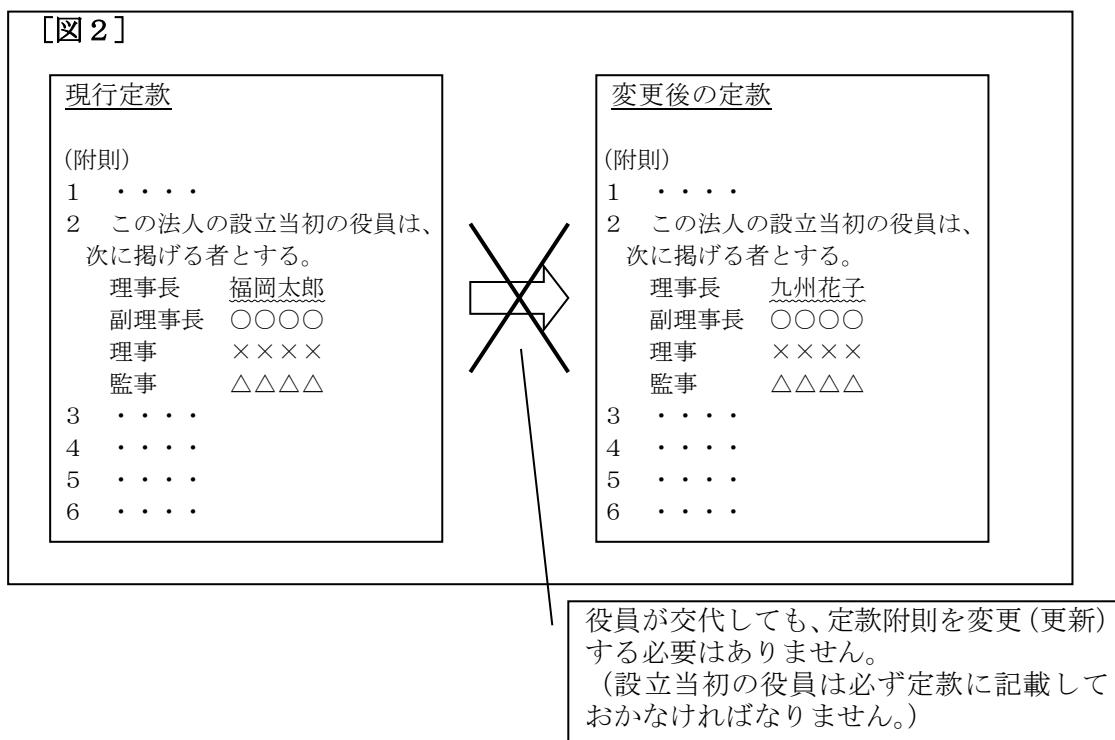 ［図２］
現行定款
(附則)
１　・・・・
２　この法人の設立当初の役員は、
次に掲げる者とする。
理事長　福岡太郎
副理事長　○○○○
理事　××××
監事　△△△△
３　・・・・
４　・・・・
５　・・・・
６　・・・・
変更後の定款
(附則)
１　・・・・
２　この法人の設立当初の役員は、
次に掲げる者とする。
理事長　九州花子
副理事長　○○○○
理事　××××
監事　△△△△
３　・・・・
４　・・・・
５　・・・・
６　・・・・
役員が交代しても、定款附則を変更(更新)
する必要はありません。
（設立当初の役員は必ず定款に記載して
おかなければなりません。）